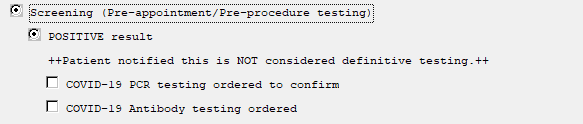 Screening (Pre-appointment/Pre-procedure testing)
POSITIVE result
++Patient notified this is NOT considered definitive testing.++
COVID-19 PCR testing ordered to confirm
COVID-19 Antibody testing ordered